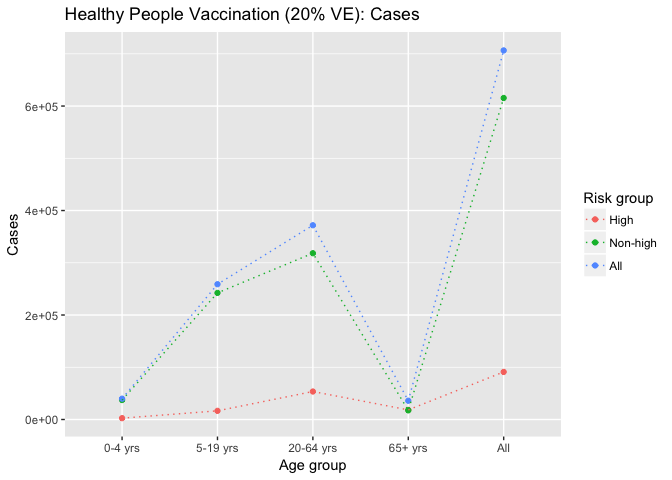 Healthy People Vaccination (20% VE): Cases
6e+05
4e+05
2e+05
0e+00
Cases
0-4 yrs 5-19 yrs 20-64 yrs 65+ yrs All
Age group
Risk group
High
Non-high
All